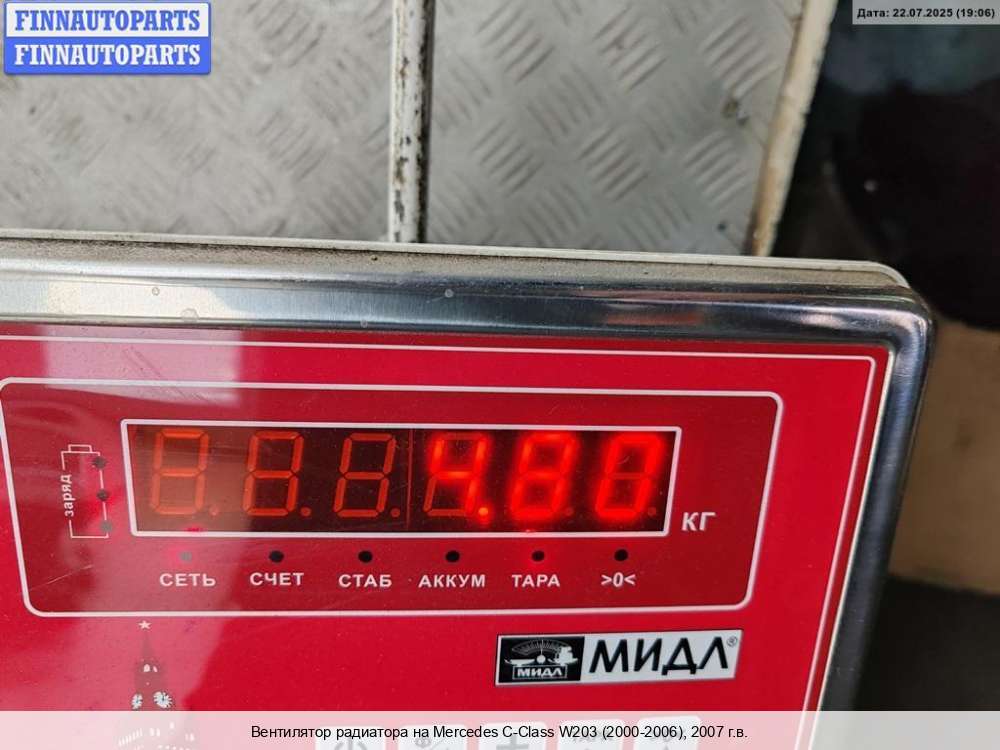 FINNAUTOPARTS
FINNAUTOPARTS
Дата: 22.07.2025 (19:06)
заряд
4.80
КГ
СЕТЬ СЧЕТ СТАБ АККУМ ТАРА >0<
МИДЛ
МИДЛ®
Вентилятор радиатора на Mercedes C-Class W203 (2000-2006), 2007 г.в.